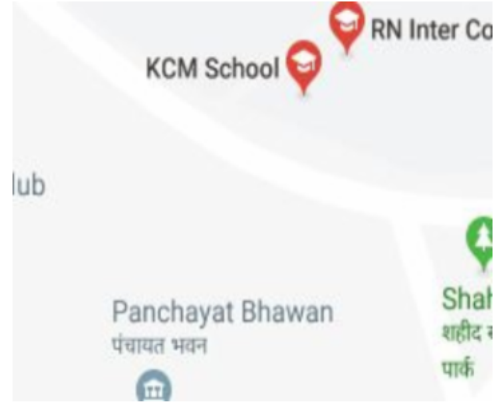 RN Inter Co
KCM School
lub
Panchayat Bhawan
पंचायत भवन
Shah
शहीद
पार्क